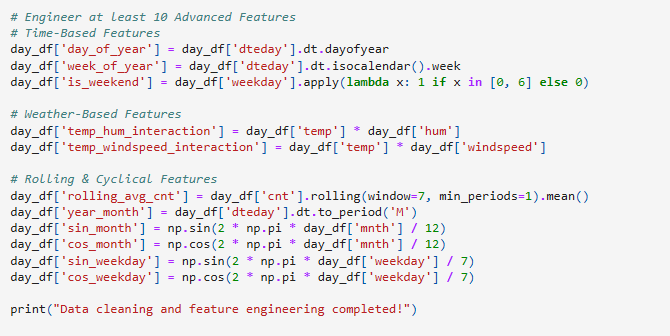 # Engineer at least 10 Advanced Features
# Time-Based Features
day_df['day_of_year'] = day_df['dteday'].dt.dayofyear
day_df['week_of_year'] = day_df['dteday'].dt.isocalendar().week
day_df['is_weekend'] = day_df['weekday'].apply(lambda x: 1 if x in [0, 6] else 0)

# Weather-Based Features
day_df['temp_hum_interaction'] = day_df['temp'] * day_df['hum']
day_df['temp_windspeed_interaction'] = day_df['temp'] * day_df['windspeed']

# Rolling & Cyclical Features
day_df['rolling_avg_cnt'] = day_df['cnt'].rolling(window=7, min_periods=1).mean()
day_df['year_month'] = day_df['dteday'].dt.to_period('M')
day_df['sin_month'] = np.sin(2 * np.pi * day_df['mnth'] / 12)
day_df['cos_month'] = np.cos(2 * np.pi * day_df['mnth'] / 12)
day_df['sin_weekday'] = np.sin(2 * np.pi * day_df['weekday'] / 7)
day_df['cos_weekday'] = np.cos(2 * np.pi * day_df['weekday'] / 7)

print("Data cleaning and feature engineering completed!")